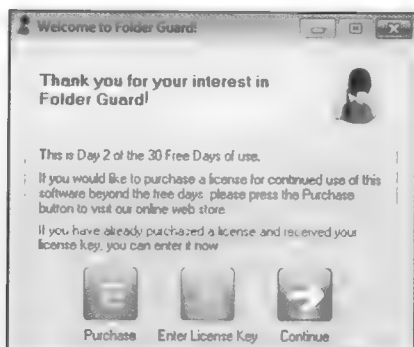 Welcome to Folder Guard!
Thank you for your interest in
Folder Guard!
This is Day 2 of the 30 Free Days of use.
If you would like to purchase a license for continued use of this
software beyond the free days, please press the Purchase
button to visit our online web store.
If you have already purchased a license and received your
license key, you can enter it now
Purchase Enter License Key Continue